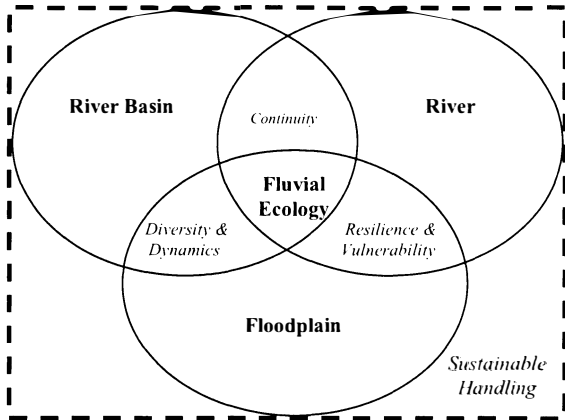 River Basin
River
Continuity
Fluvial
Ecology
Diversity &
Dynamics
Resilience &
Vulnerability
Floodplain
Sustainable
Handling